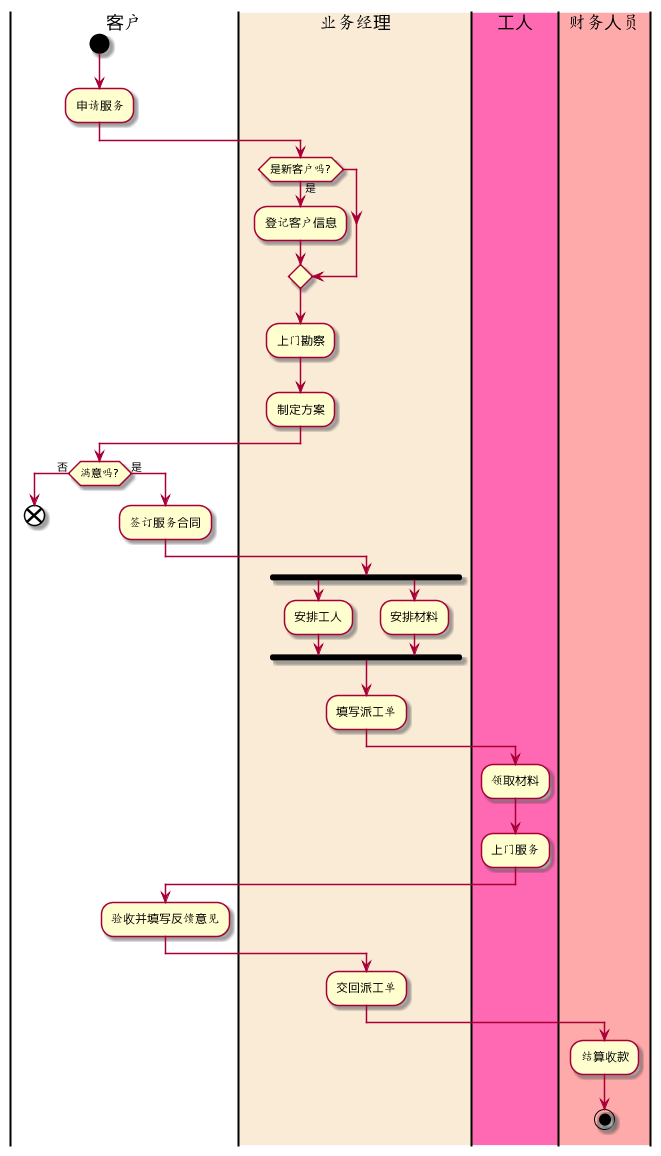 客户 业务经理 工人 财务人员
申请服务
是新客户吗?
是
登记客户信息
上门勘察
制定方案
否 满意吗? 是
签订服务合同
安排工人 安排材料
填写派工单
领取材料
上门服务
验收并填写反馈意见
交回派工单
结算收款